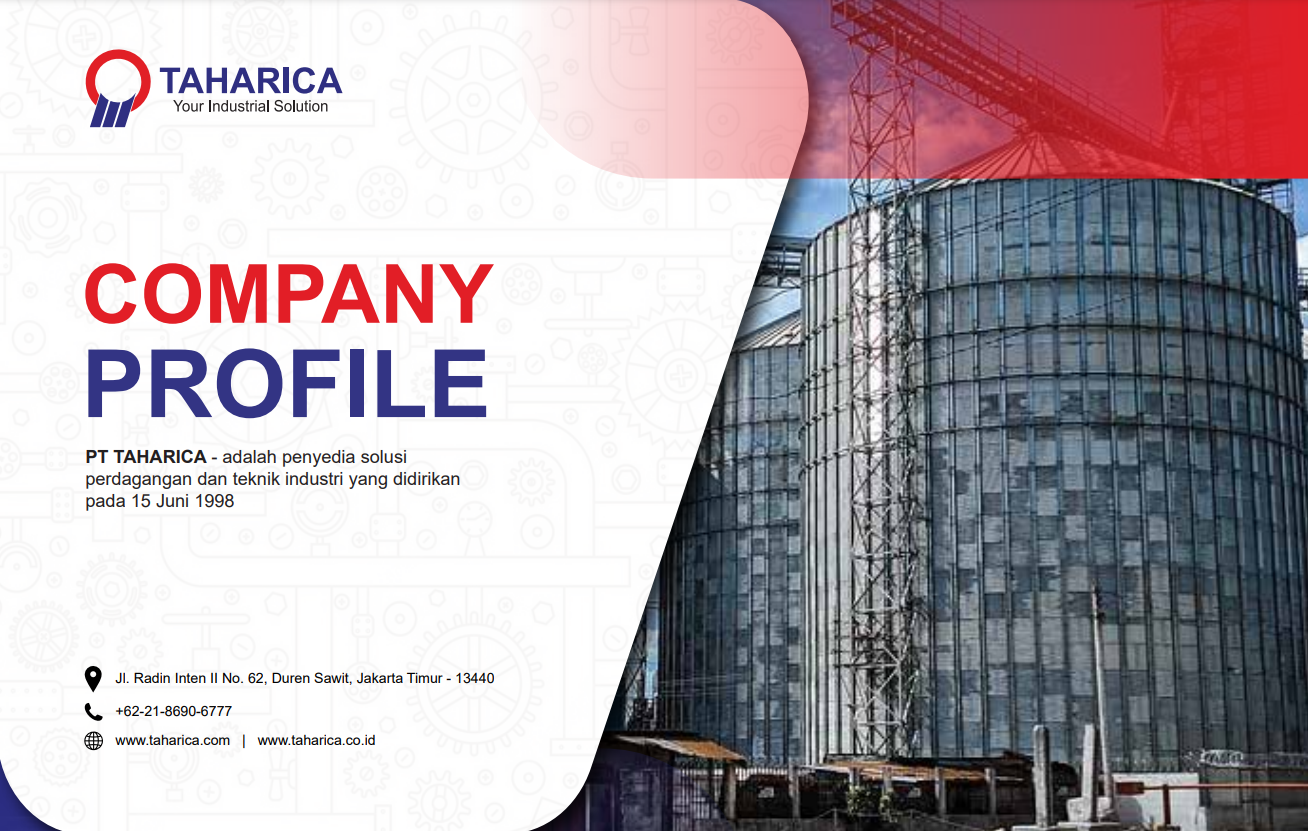 TAHARICA
Your Industrial Solution
COMPANY
PROFILE
PT TAHARICA - adalah penyedia solusi
perdagangan dan teknik industri yang didirikan
pada 15 Juni 1998
Jl. Radin Inten II No. 62, Duren Sawit, Jakarta Timur - 13440
+62-21-8690-6777
www.taharica.com | www.taharica.co.id